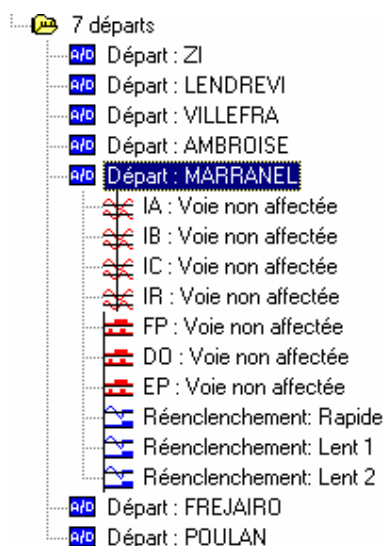 7 départs
A/D Départ : ZI
A/D Départ : LENDREVI
A/D Départ : VILLEFRA
A/D Départ : AMBROISE
A/D Départ : MARRANEL
IA : Voie non affectée
IB : Voie non affectée
IC : Voie non affectée
IR : Voie non affectée
FP : Voie non affectée
DO : Voie non affectée
EP : Voie non affectée
Réenclenchement: Rapide
Réenclenchement: Lent 1
Réenclenchement: Lent 2
A/D Départ : FREJAIRO
A/D Départ : POULAN